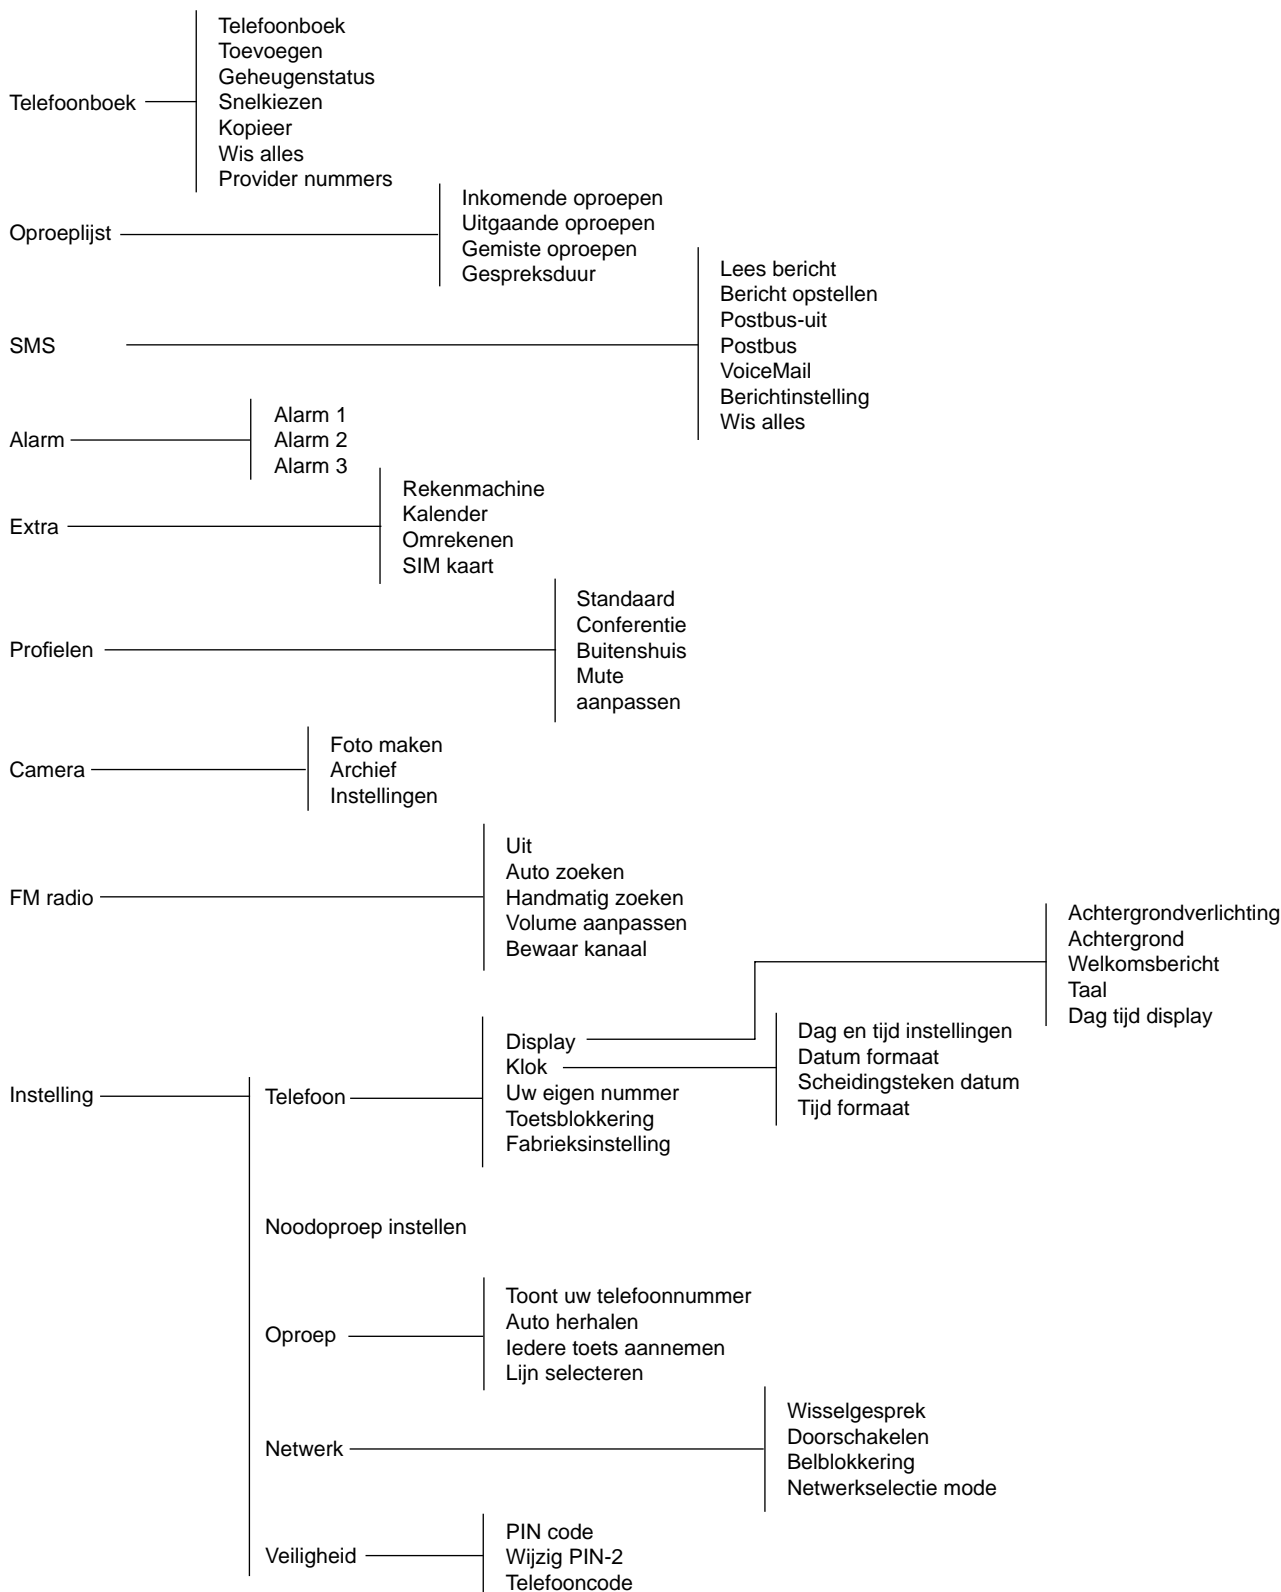 Telefoonboek
Telefoonboek
Toevoegen
Geheugenstatus
Snelkiezen
Kopieer
Wis alles
Provider nummers
Oproeplijst
Inkomende oproepen
Uitgaande oproepen
Gemiste oproepen
Gespreksduur
SMS
Lees bericht
Bericht opstellen
Postbus-uit
Postbus
VoiceMail
Berichtinstelling
Wis alles
Alarm
Alarm 1
Alarm 2
Alarm 3
Extra
Rekenmachine
Kalender
Omrekenen
SIM kaart
Profielen
Standaard
Conferentie
Buitenshuis
Mute
aanpassen
Camera
Foto maken
Archief
Instellingen
FM radio
Uit
Auto zoeken
Handmatig zoeken
Volume aanpassen
Bewaar kanaal
Instelling
Telefoon
Display
Achtergrondverlichting
Achtergrond
Welkomsbericht
Taal
Dag tijd display
Klok
Dag en tijd instellingen
Datum formaat
Scheidingsteken datum
Tijd formaat
Uw eigen nummer
Toetsblokkering
Fabrieksinstelling
Noodoproep instellen
Oproep
Toont uw telefoonnummer
Auto herhalen
Iedere toets aannemen
Lijn selecteren
Netwerk
Wisselgesprek
Doorschakelen
Belblokkering
Netwerkselectie mode
Veiligheid
PIN code
Wijzig PIN-2
Telefooncode